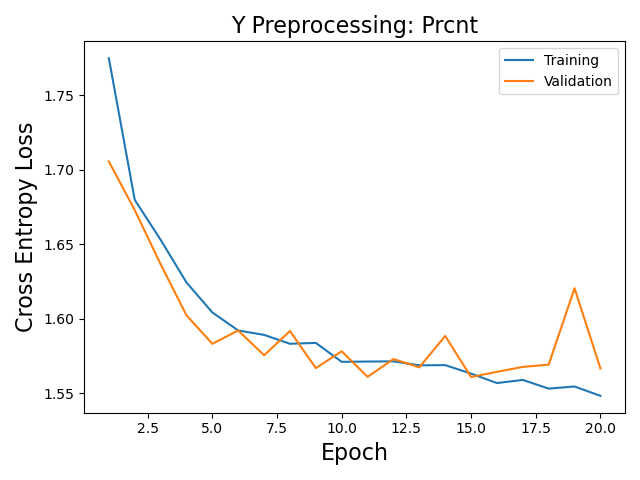 Y Preprocessing: Prcnt
Training
Validation
Cross Entropy Loss
1.75
1.70
1.65
1.60
1.55
2.5 5.0 7.5 10.0 12.5 15.0 17.5 20.0
Epoch